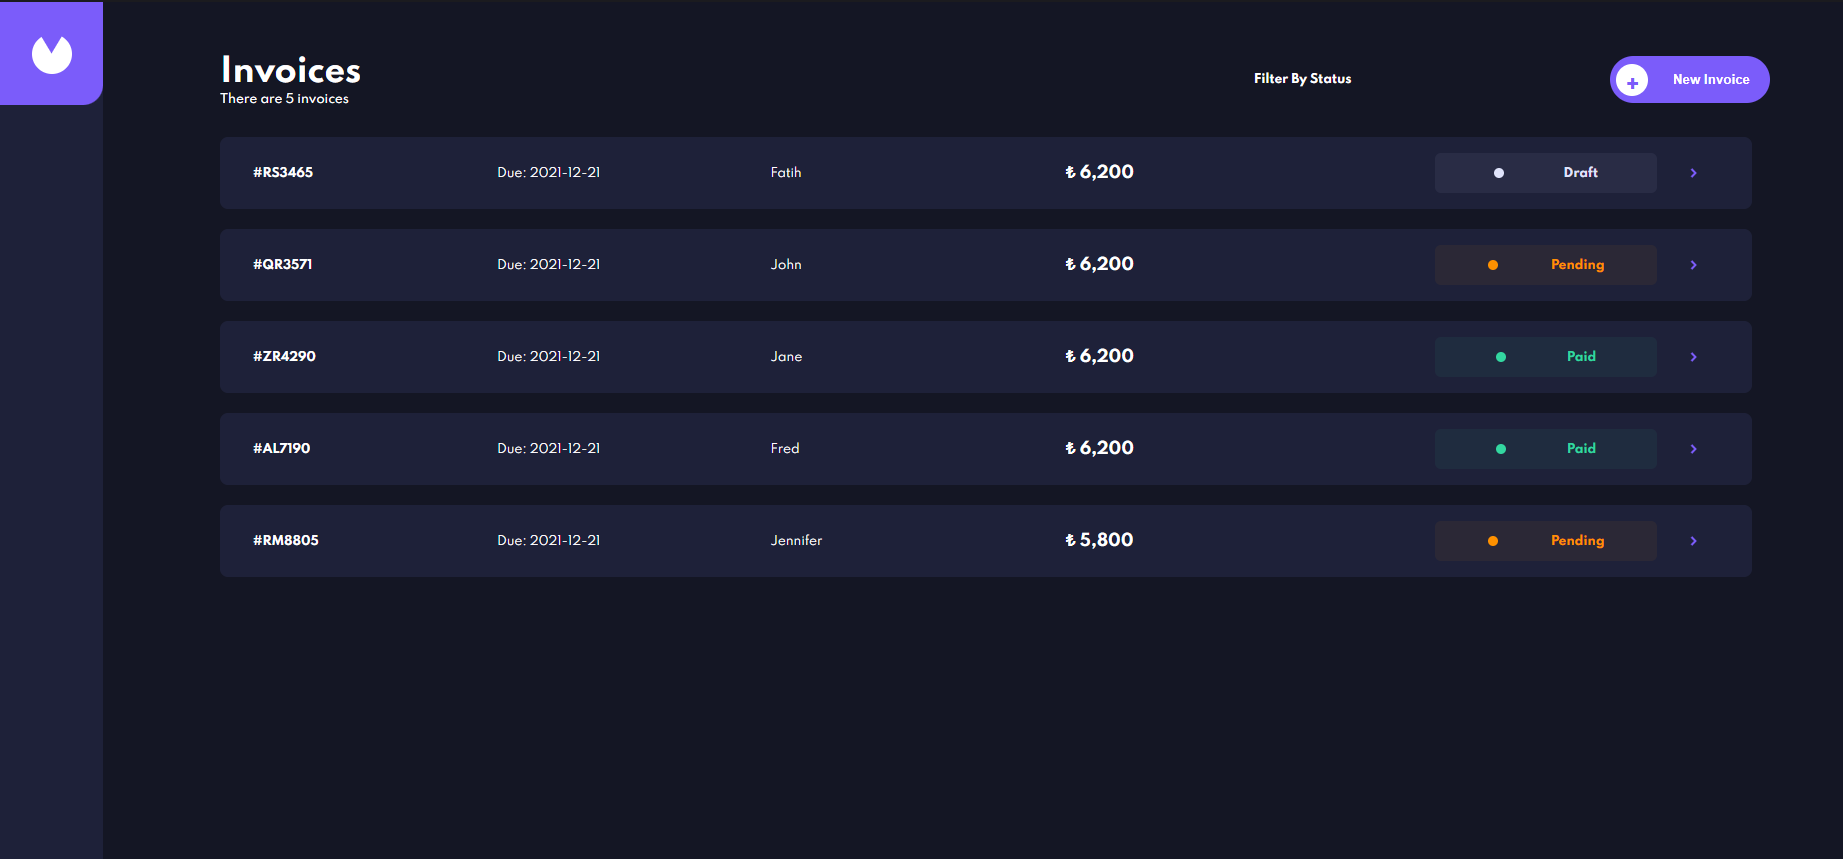 Invoices
There are 5 invoices
Filter By Status
+ New Invoice
#RS3465 Due: 2021-12-21 Fatih ₺ 6,200 Draft
#QR3571 Due: 2021-12-21 John ₺ 6,200 Pending
#ZR4290 Due: 2021-12-21 Jane ₺ 6,200 Paid
#AL7190 Due: 2021-12-21 Fred ₺ 6,200 Paid
#RM8805 Due: 2021-12-21 Jennifer ₺ 5,800 Pending